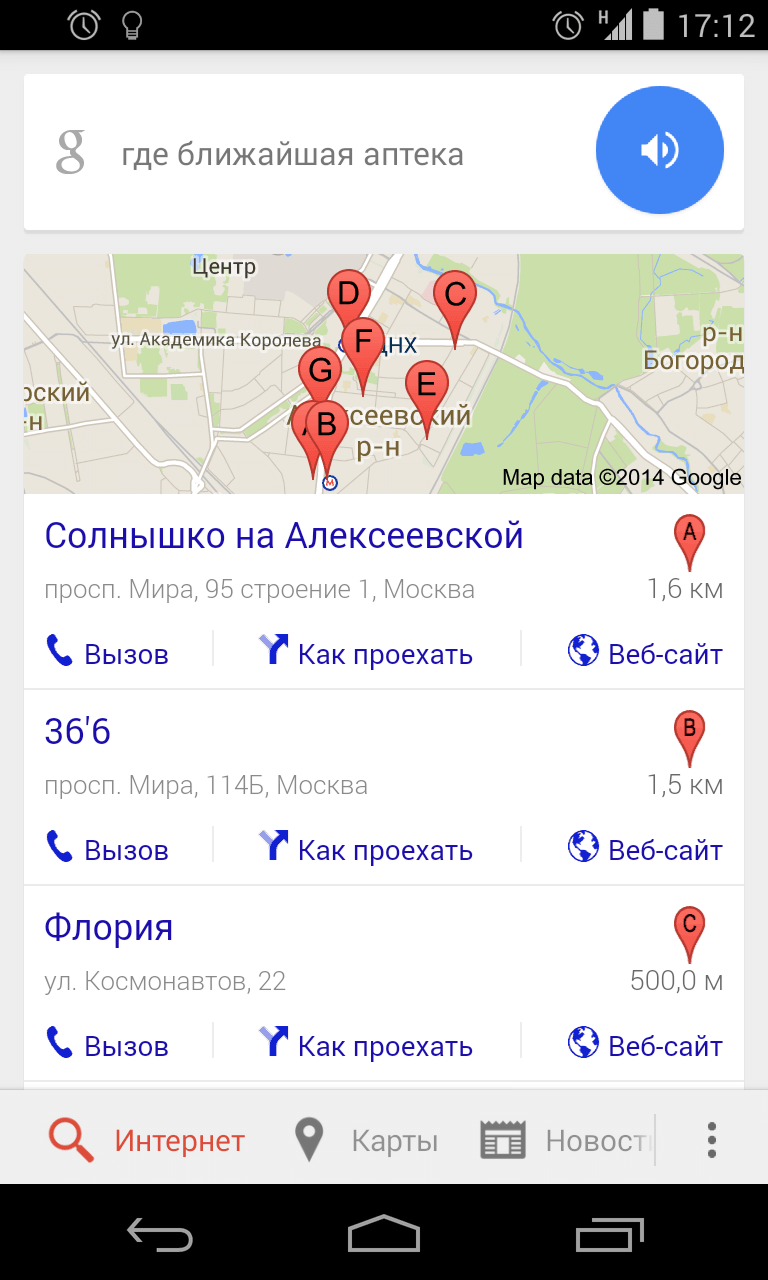 H 17:12
g где ближайшая аптека
Центр
D
C
ул. Академика Королева
F
р-н
Богород
G
E
Алексеевский
р-н
B
M
Map data ©2014 Google
Солнышко на Алексеевской
A
просп. Мира, 95 строение 1, Москва
1,6 км
Вызов Как проехать Веб-сайт
36'6
B
просп. Мира, 114Б, Москва
1,5 км
Вызов Как проехать Веб-сайт
Флория
C
ул. Космонавтов, 22
500,0 м
Вызов Как проехать Веб-сайт
Интернет Карты Новост